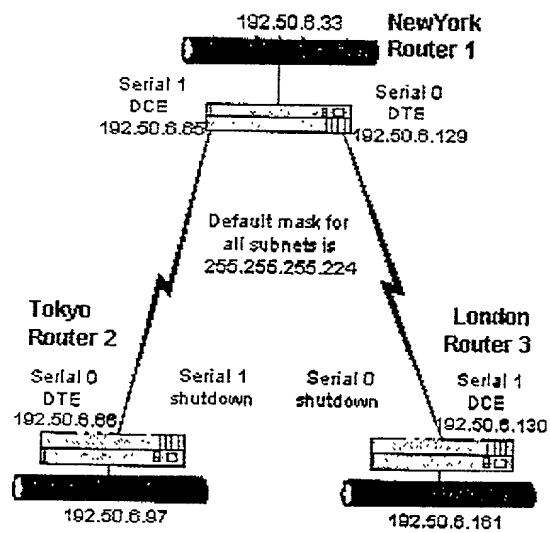 192.50.6.33
NewYork
Router 1
Serial 1
DCE
192.50.6.65
Serial 0
DTE
192.50.6.129
Default mask for
all subnets is
255.255.255.224
Tokyo
Router 2
London
Router 3
Serial 0
DTE
192.50.6.66
Serial 1
shutdown
Serial 0
shutdown
Serial 1
DCE
192.50.6.130
192.50.6.97
192.50.6.161